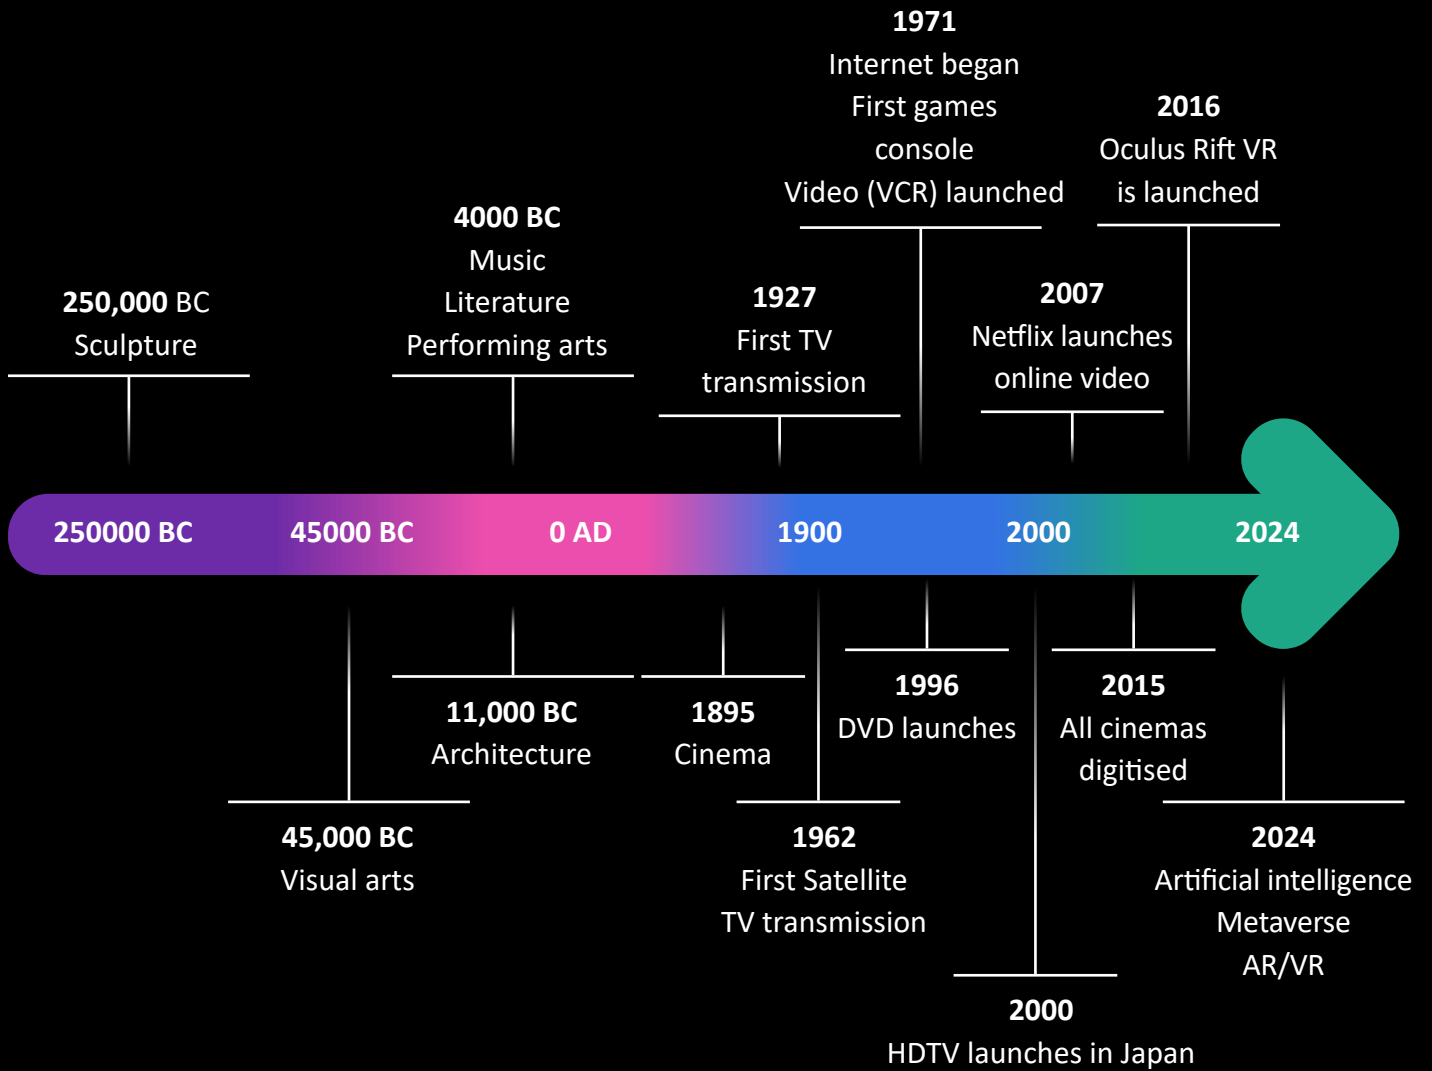 1971
Internet began
First games
console
Video (VCR) launched
2016
Oculus Rift VR
is launched
4000 BC
Music
Literature
Performing arts
250,000 BC
Sculpture
1927
First TV
transmission
2007
Netflix launches
online video
250000 BC
45000 BC
0 AD
1900
2000
2024
11,000 BC
Architecture
1895
Cinema
1996
DVD launches
2015
All cinemas
digitised
45,000 BC
Visual arts
1962
First Satellite
TV transmission
2024
Artificial intelligence
Metaverse
AR/VR
2000
HDTV launches in Japan